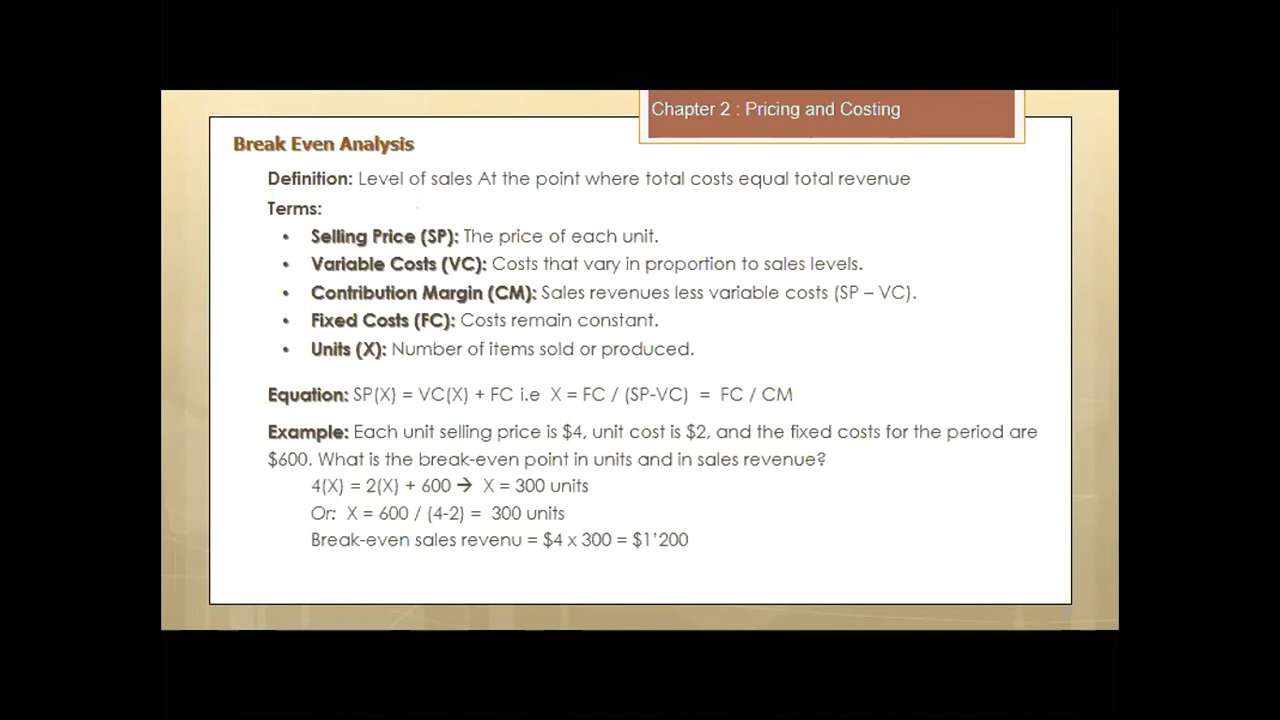 Chapter 2 : Pricing and Costing
Break Even Analysis
Definition: Level of sales At the point where total costs equal total revenue
Terms:
• Selling Price (SP): The price of each unit.
• Variable Costs (VC): Costs that vary in proportion to sales levels.
• Contribution Margin (CM): Sales revenues less variable costs (SP – VC).
• Fixed Costs (FC): Costs remain constant.
• Units (X): Number of items sold or produced.
Equation: SP(X) = VC(X) + FC i.e X = FC / (SP-VC) = FC / CM
Example: Each unit selling price is $4, unit cost is $2, and the fixed costs for the period are
$600. What is the break-even point in units and in sales revenue?
4(X) = 2(X) + 600 → X = 300 units
Or: X = 600 / (4-2) = 300 units
Break-even sales revenu = $4 x 300 = $1'200